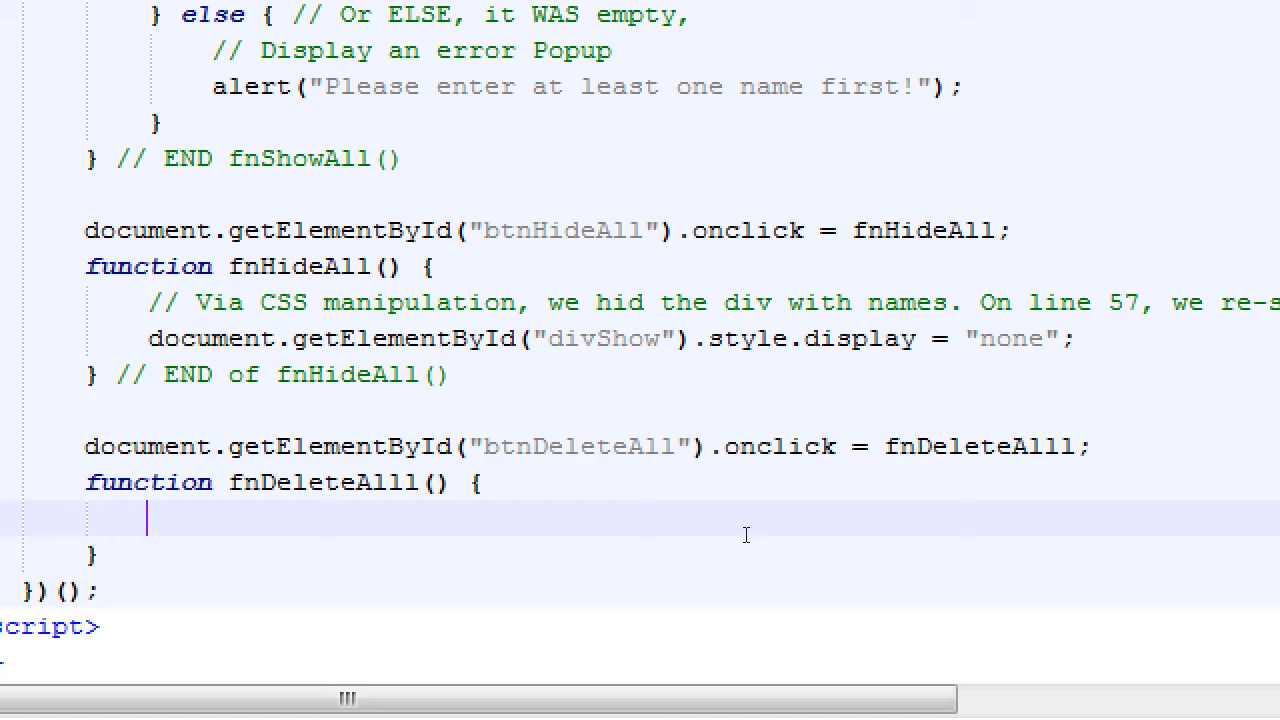 } else { // Or ELSE, it WAS empty,
// Display an error Popup
alert("Please enter at least one name first!");
}
} // END fnShowAll()
document.getElementById("btnHideAll").onclick = fnHideAll;
function fnHideAll() {
// Via CSS manipulation, we hid the div with names. On line 57, we re-s
document.getElementById("divShow").style.display = "none";
} // END of fnHideAll()
document.getElementById("btnDeleteAll").onclick = fnDeleteAlll;
function fnDeleteAlll() {
}
})();
script>